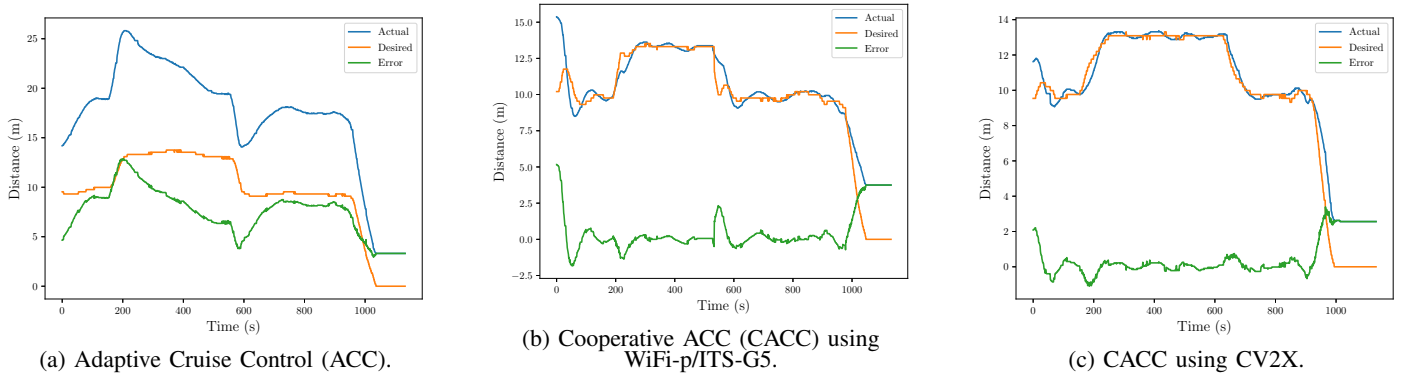 25
20
15
10
5
0
Distance (m)
0 200 400 600 800 1000
Time (s)
Actual
Desired
Error
(a) Adaptive Cruise Control (ACC).
15.0
12.5
10.0
7.5
5.0
2.5
0.0
−2.5
Distance (m)
0 200 400 600 800 1000
Time (s)
Actual
Desired
Error
(b) Cooperative ACC (CACC) using
WiFi-p/ITS-G5.
14
12
10
8
6
4
2
0
Distance (m)
0 200 400 600 800 1000
Time (s)
Actual
Desired
Error
(c) CACC using CV2X.